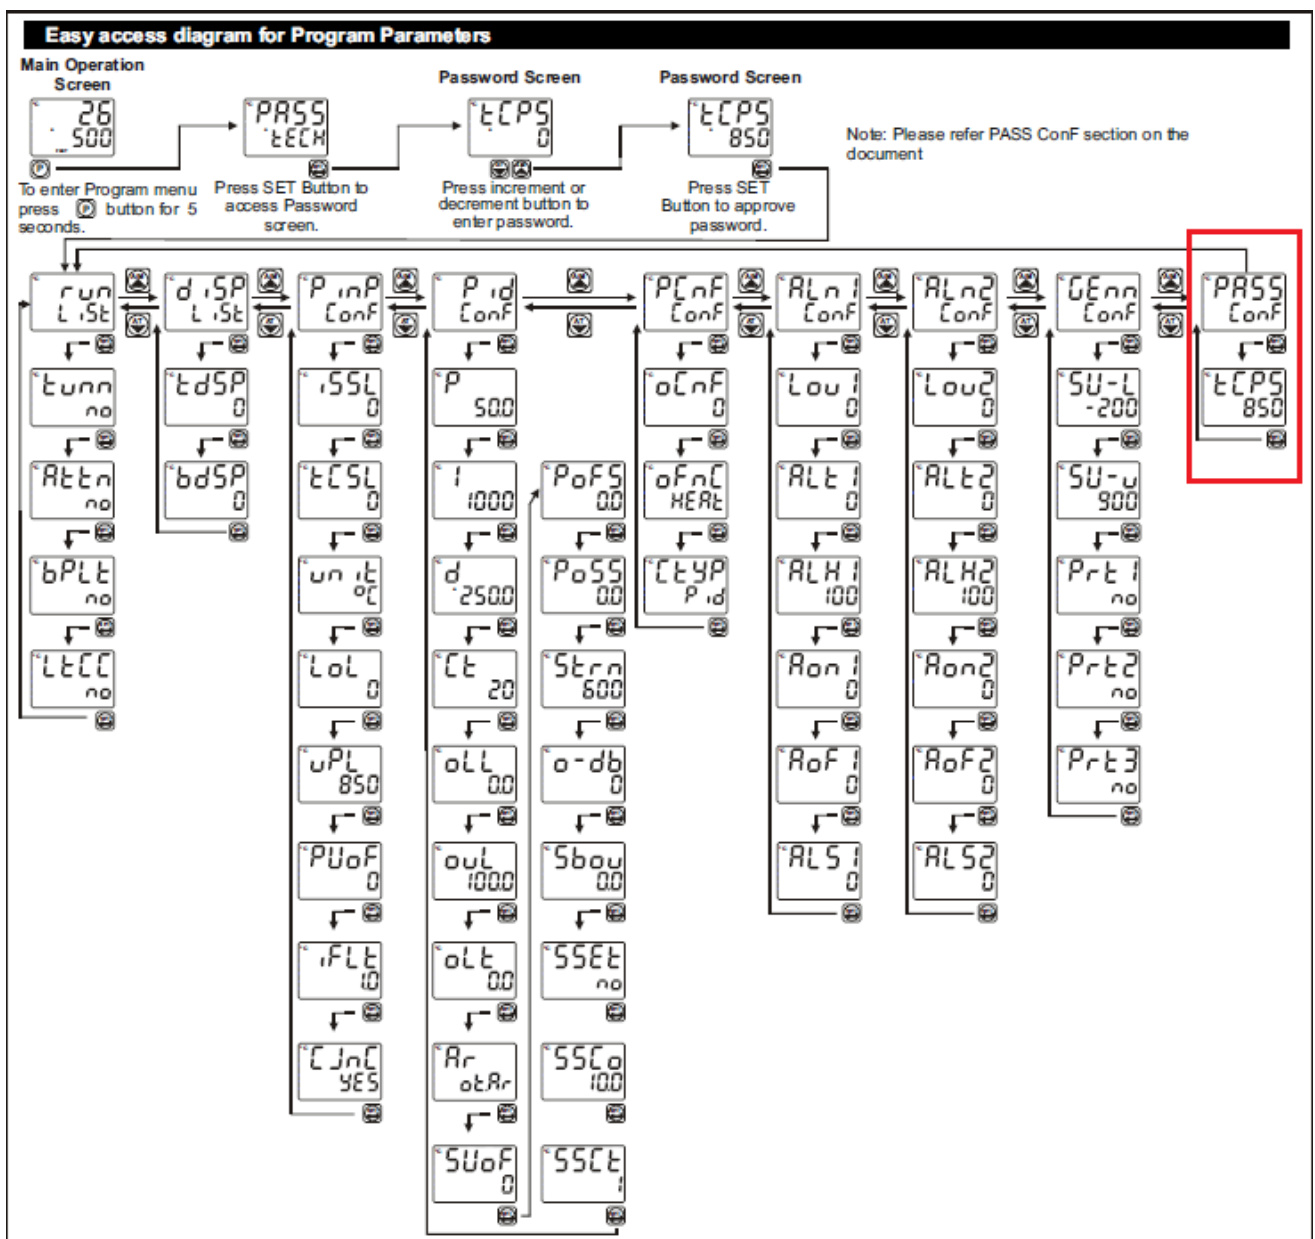 Easy access diagram for Program Parameters
Main Operation
Screen
26
500
PASS
tECH
Password Screen
tCPS
0
Password Screen
tCPS
850
Note: Please refer PASS ConF section on the
document
To enter Program menu
press P button for 5
seconds.
Press SET Button to
access Password
screen.
Press increment or
decrement button to
enter password.
Press SET
Button to approve
password.
run
LiSt
tunn
no
Attn
no
bPLt
no
LtCC
no
diSP
LiSt
tdSP
0
bdSP
0
PinP
ConF
iSSL
0
tCSL
0
unit
°C
LoL
0
uPL
850
PUoF
0
iFLt
1.0
CJnC
YES
Pid
ConF
P
50.0
I
1000
d
250.0
Ct
20
oLL
0.0
ouL
100.0
oLt
0.0
Ar
ot.Ar
SUoF
0
PoFS
0.0
PoSS
0.0
Strn
600
o-db
0
Sbou
0.0
SSEt
no
SSCo
10.0
SSCt
1
PCnF
ConF
oCnF
0
oFnC
HEAt
CtYP
Pid
ALn1
ConF
Lou1
0
ALt1
0
ALH1
100
Aon1
0
AoF1
0
ALS1
0
ALn2
ConF
Lou2
0
ALt2
0
ALH2
100
Aon2
0
AoF2
0
ALS2
0
GEnn
ConF
SU-L
-200
SU-u
900
Prt1
no
Prt2
no
Prt3
no
PASS
ConF
tCPS
850